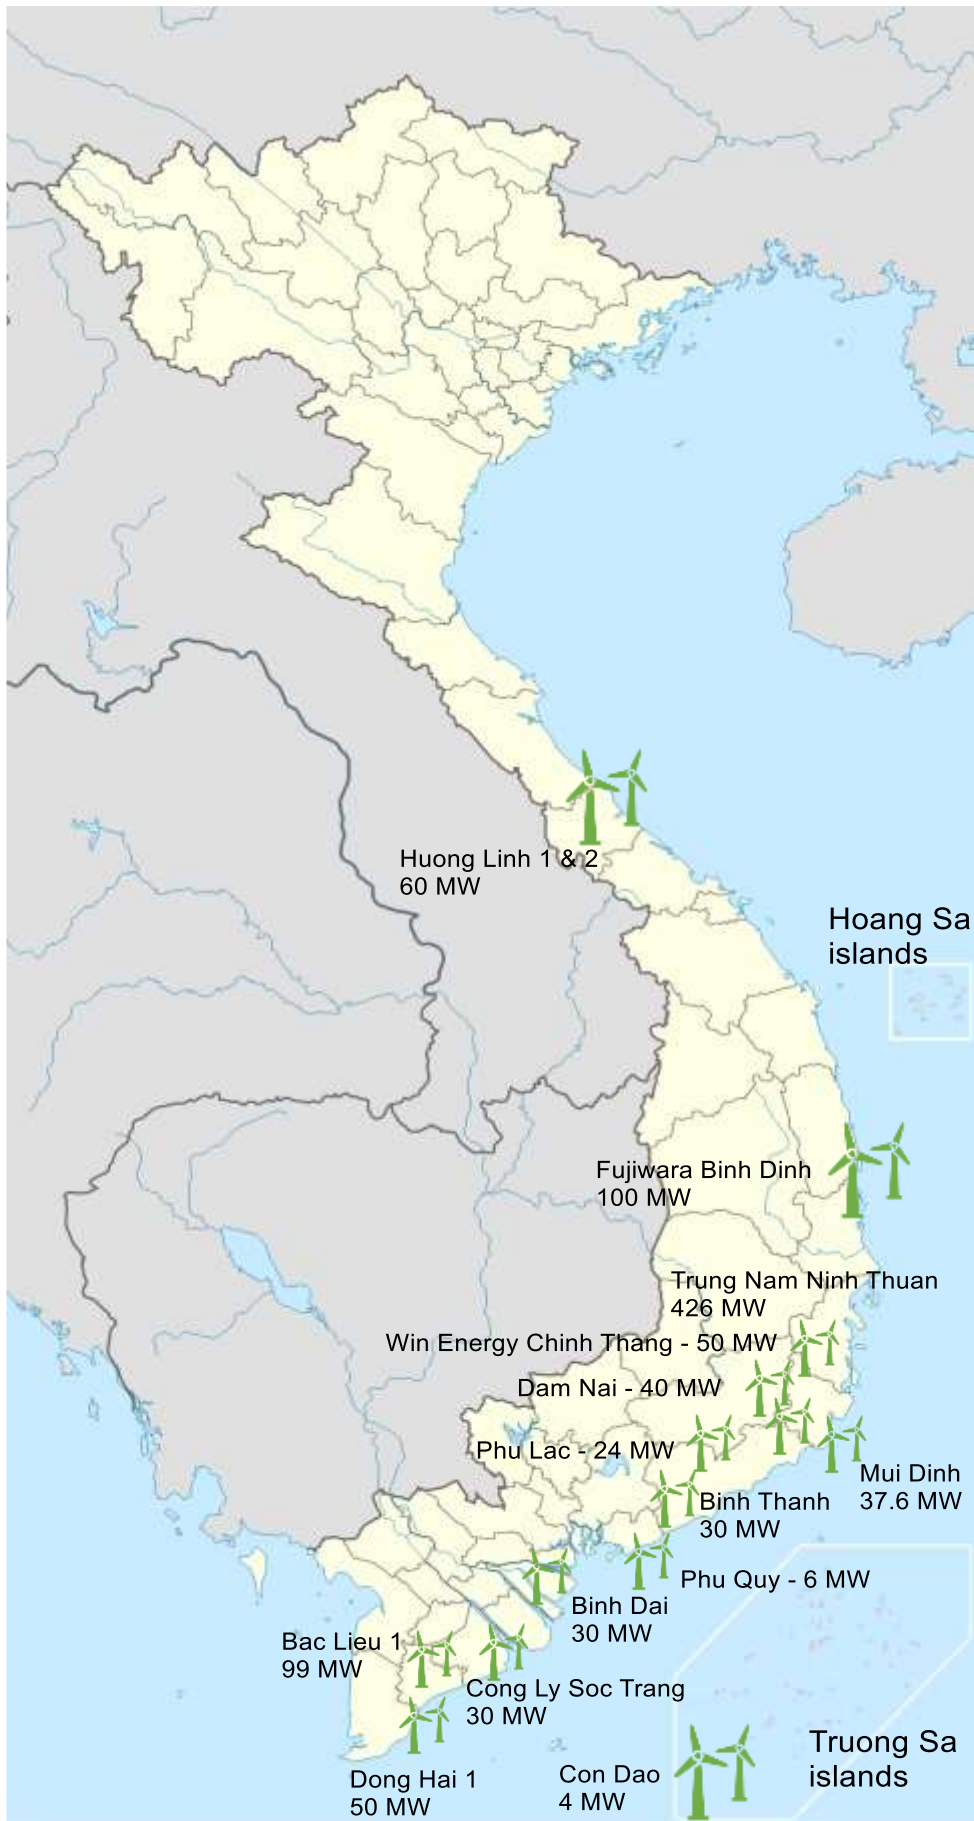 Huong Linh 1 & 2
60 MW
Hoang Sa
islands
Fujiwara Binh Dinh
100 MW
Trung Nam Ninh Thuan
426 MW
Win Energy Chinh Thang - 50 MW
Dam Nai - 40 MW
Phu Lac - 24 MW
Mui Dinh
37.6 MW
Binh Thanh
30 MW
Phu Quy - 6 MW
Binh Dai
30 MW
Bac Lieu 1
99 MW
Cong Ly Soc Trang
30 MW
Truong Sa
islands
Con Dao
4 MW
Dong Hai 1
50 MW